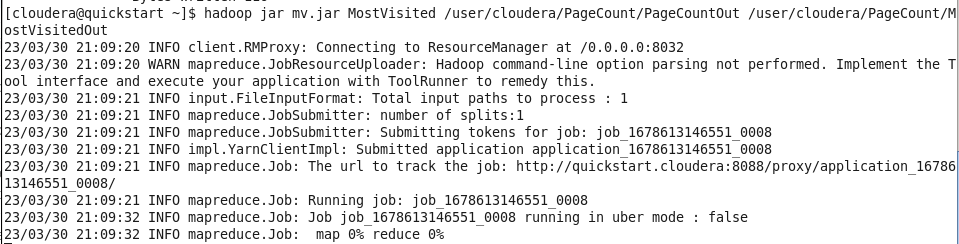 [cloudera@quickstart ~]$ hadoop jar mv.jar MostVisited /user/cloudera/PageCount/PageCountOut /user/cloudera/PageCount/M
ostVisitedOut
23/03/30 21:09:20 INFO client.RMProxy: Connecting to ResourceManager at /0.0.0.0:8032
23/03/30 21:09:20 WARN mapreduce.JobResourceUploader: Hadoop command-line option parsing not performed. Implement the T
ool interface and execute your application with ToolRunner to remedy this.
23/03/30 21:09:21 INFO input.FileInputFormat: Total input paths to process : 1
23/03/30 21:09:21 INFO mapreduce.JobSubmitter: number of splits:1
23/03/30 21:09:21 INFO mapreduce.JobSubmitter: Submitting tokens for job: job_1678613146551_0008
23/03/30 21:09:21 INFO impl.YarnClientImpl: Submitted application application_1678613146551_0008
23/03/30 21:09:21 INFO mapreduce.Job: The url to track the job: http://quickstart.cloudera:8088/proxy/application_16786
13146551_0008/
23/03/30 21:09:21 INFO mapreduce.Job: Running job: job_1678613146551_0008
23/03/30 21:09:32 INFO mapreduce.Job: Job job_1678613146551_0008 running in uber mode : false
23/03/30 21:09:32 INFO mapreduce.Job:  map 0% reduce 0%